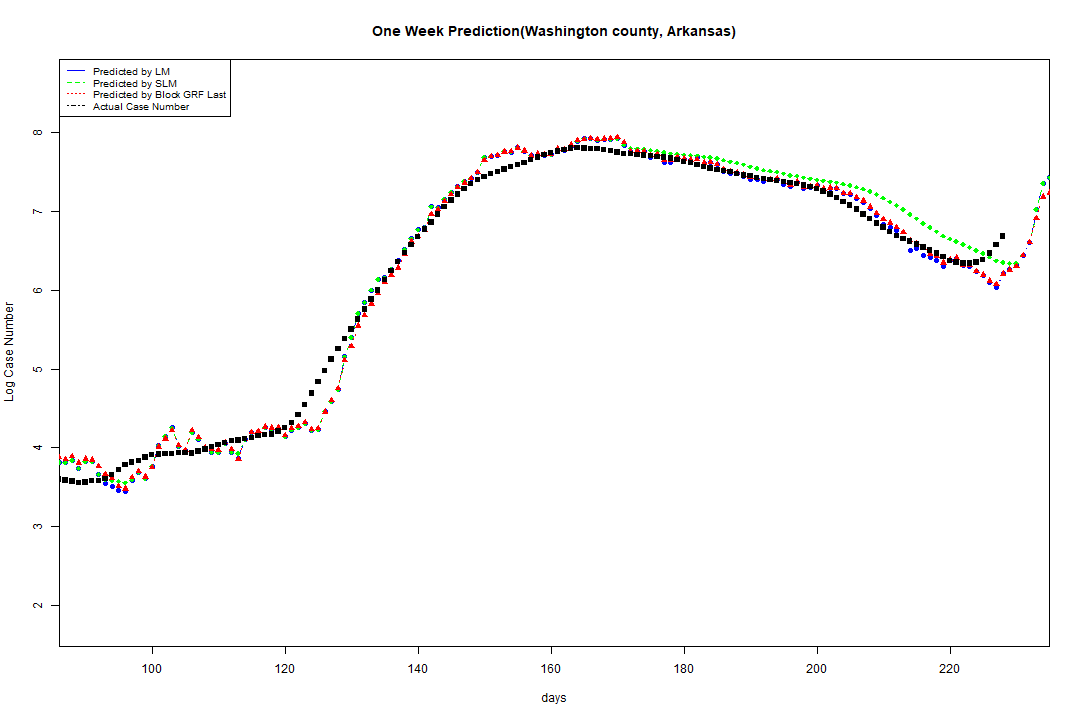 One Week Prediction(Washington county, Arkansas)
Predicted by LM
Predicted by SLM
Predicted by Block GRF Last
Actual Case Number
8
7
6
5
4
3
2
Log Case Number
100 120 140 160 180 200 220
days